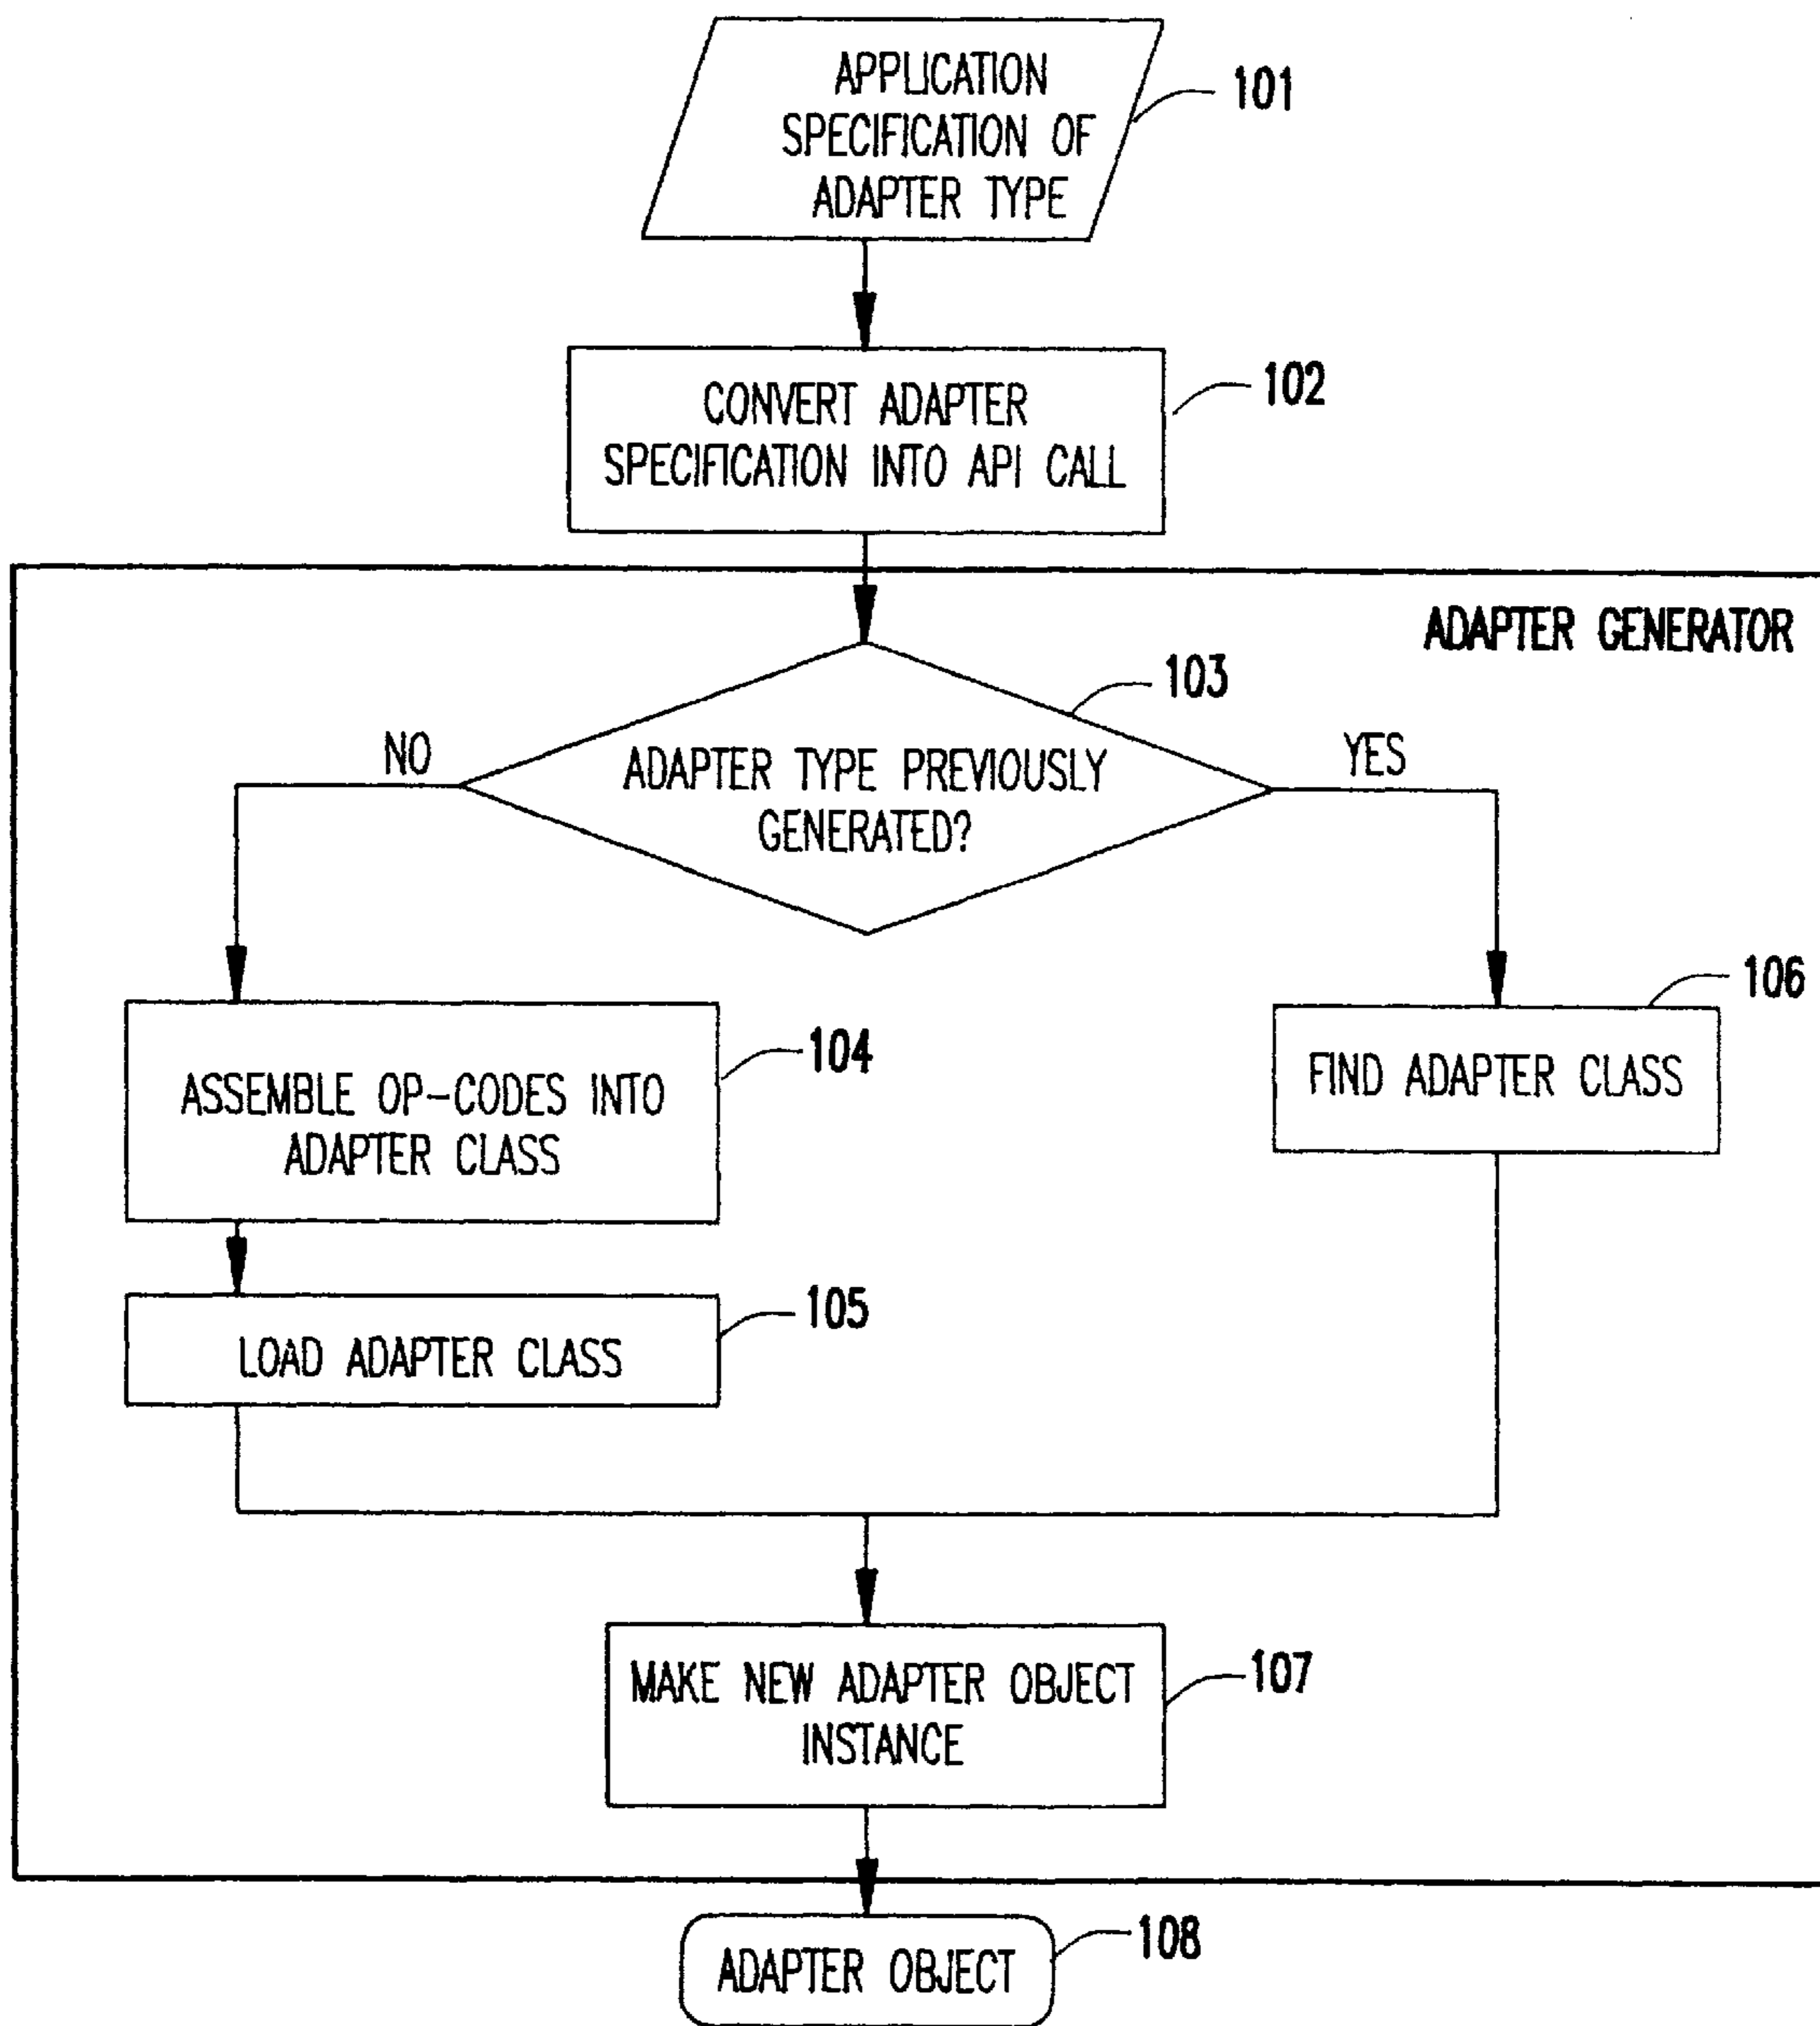 APPLICATION
SPECIFICATION OF
ADAPTER TYPE
101
CONVERT ADAPTER
SPECIFICATION INTO API CALL
102
ADAPTER GENERATOR
103
NO
ADAPTER TYPE PREVIOUSLY
GENERATED?
YES
104
ASSEMBLE OP-CODES INTO
ADAPTER CLASS
106
FIND ADAPTER CLASS
105
LOAD ADAPTER CLASS
MAKE NEW ADAPTER OBJECT
INSTANCE
107
ADAPTER OBJECT
108